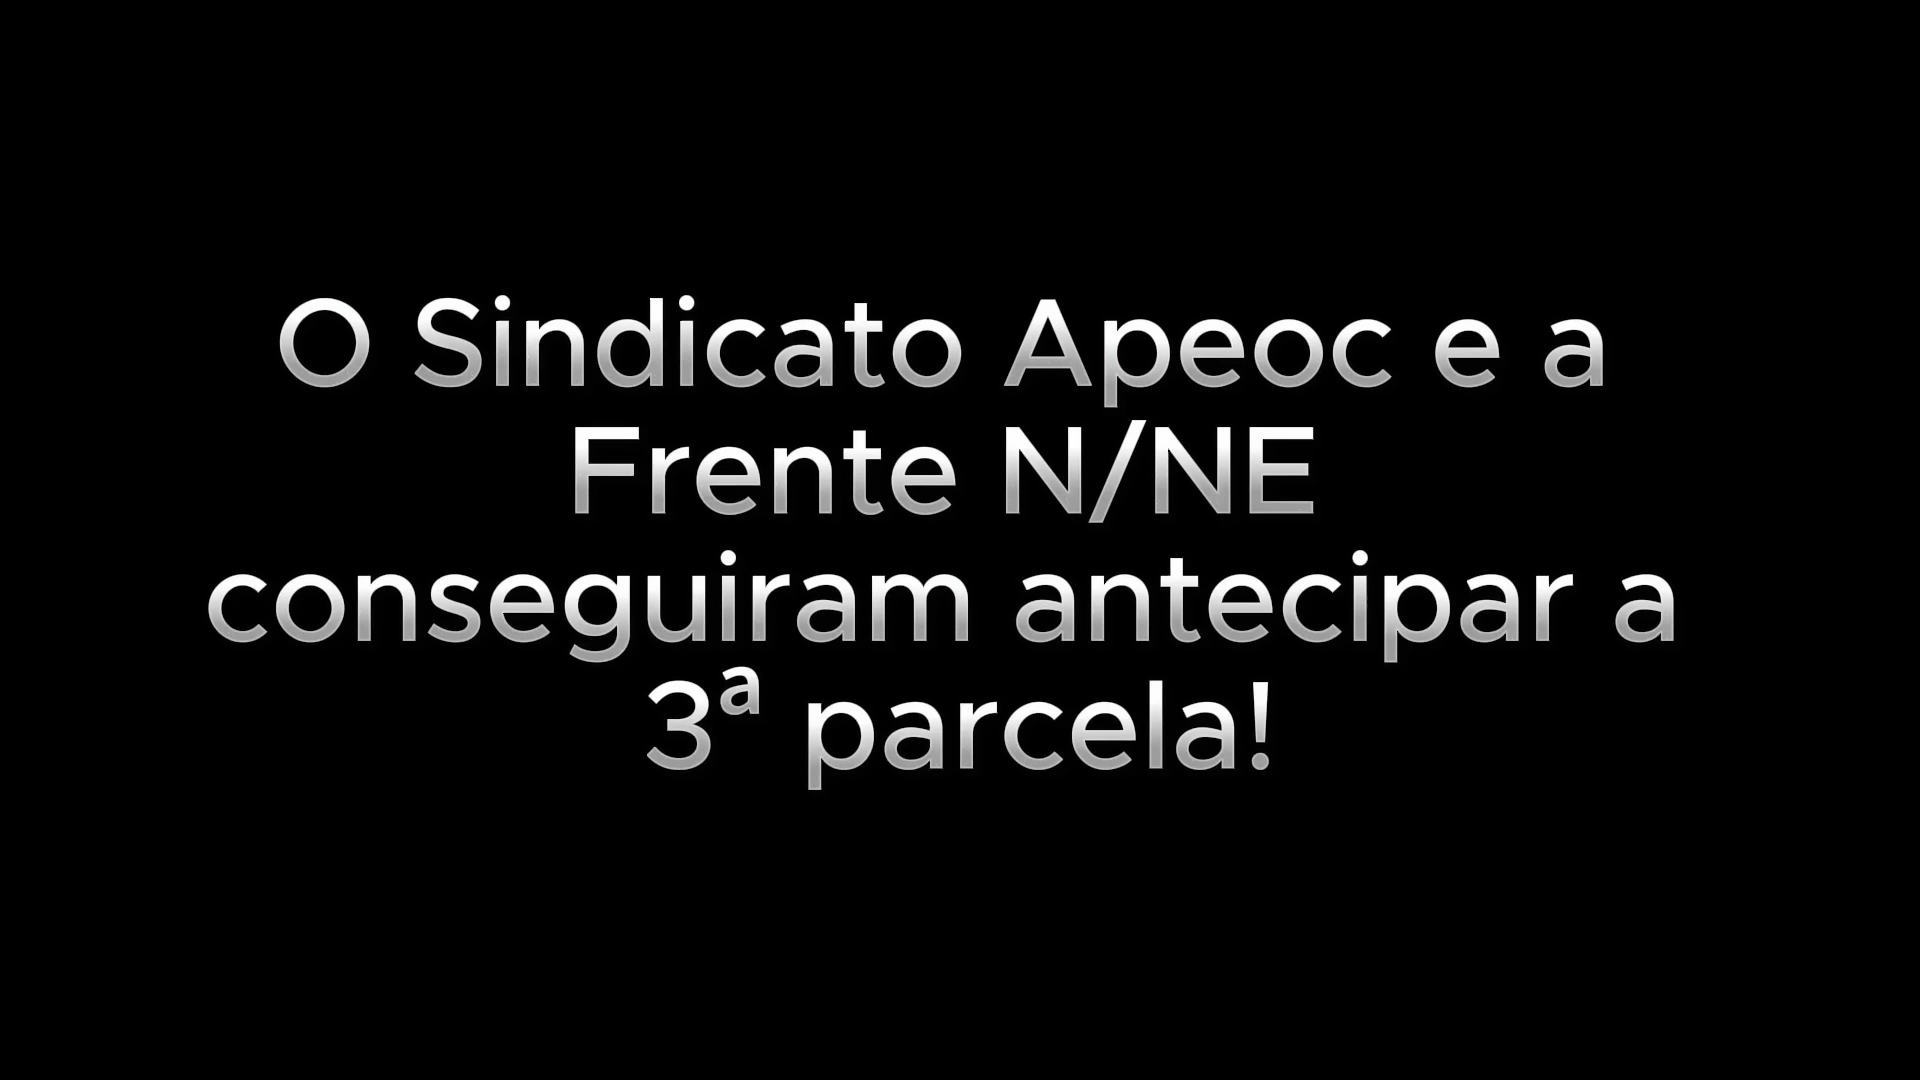 O Sindicato Apeoc e a
Frente N/NE
conseguiram antecipar a
3ª parcela!